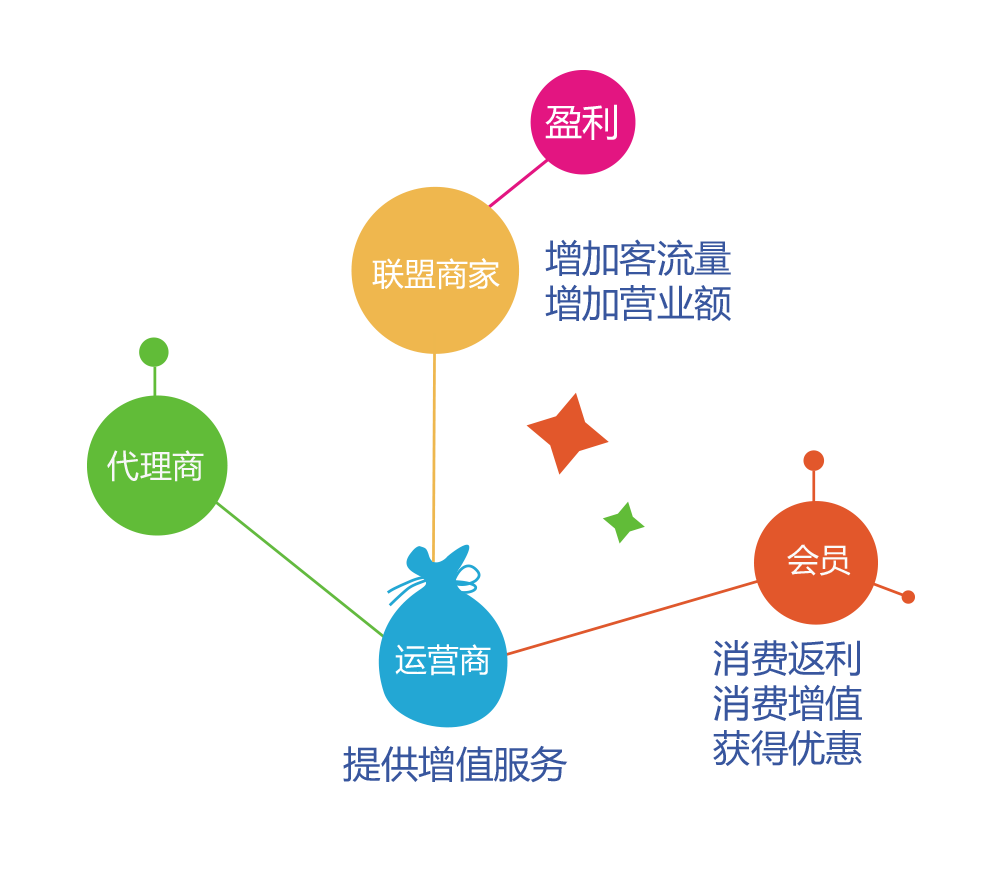 盈利
联盟商家
增加客流量
增加营业额
代理商
会员
运营商
消费返利
消费增值
获得优惠
提供增值服务